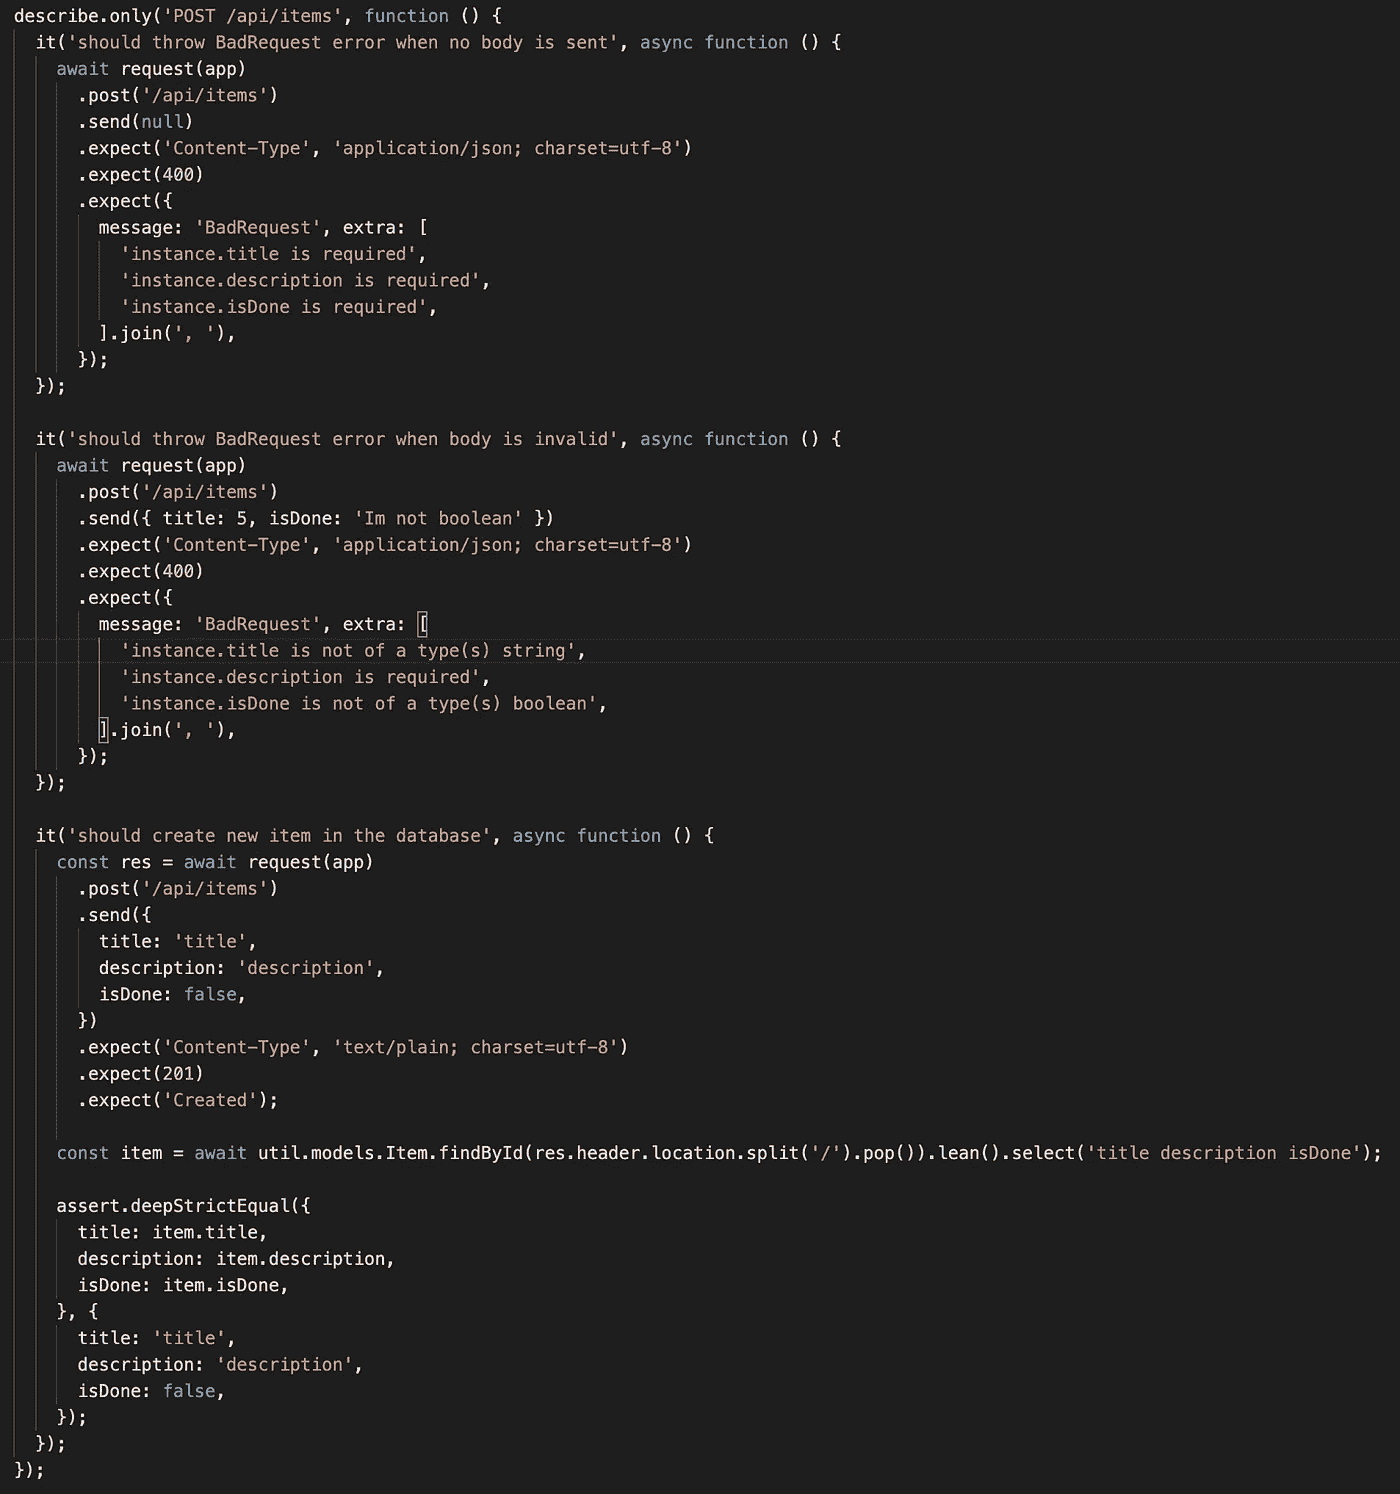 describe.only('POST /api/items', function () {
it('should throw BadRequest error when no body is sent', async function () {
await request(app)
.post('/api/items')
.send(null)
.expect('Content-Type', 'application/json; charset=utf-8')
.expect(400)
.expect({
message: 'BadRequest', extra: [
'instance.title is required',
'instance.description is required',
'instance.isDone is required',
].join(', '),
});
});
it('should throw BadRequest error when body is invalid', async function () {
await request(app)
.post('/api/items')
.send({ title: 5, isDone: 'Im not boolean' })
.expect('Content-Type', 'application/json; charset=utf-8')
.expect(400)
.expect({
message: 'BadRequest', extra: [
'instance.title is not of a type(s) string',
'instance.description is required',
'instance.isDone is not of a type(s) boolean',
].join(', '),
});
});
it('should create new item in the database', async function () {
const res = await request(app)
.post('/api/items')
.send({
title: 'title',
description: 'description',
isDone: false,
})
.expect('Content-Type', 'text/plain; charset=utf-8')
.expect(201)
.expect('Created');
const item = await util.models.Item.findById(res.header.location.split('/').pop()).lean().select('title description isDone');
assert.deepStrictEqual({
title: item.title,
description: item.description,
isDone: item.isDone,
}, {
title: 'title',
description: 'description',
isDone: false,
});
});
});